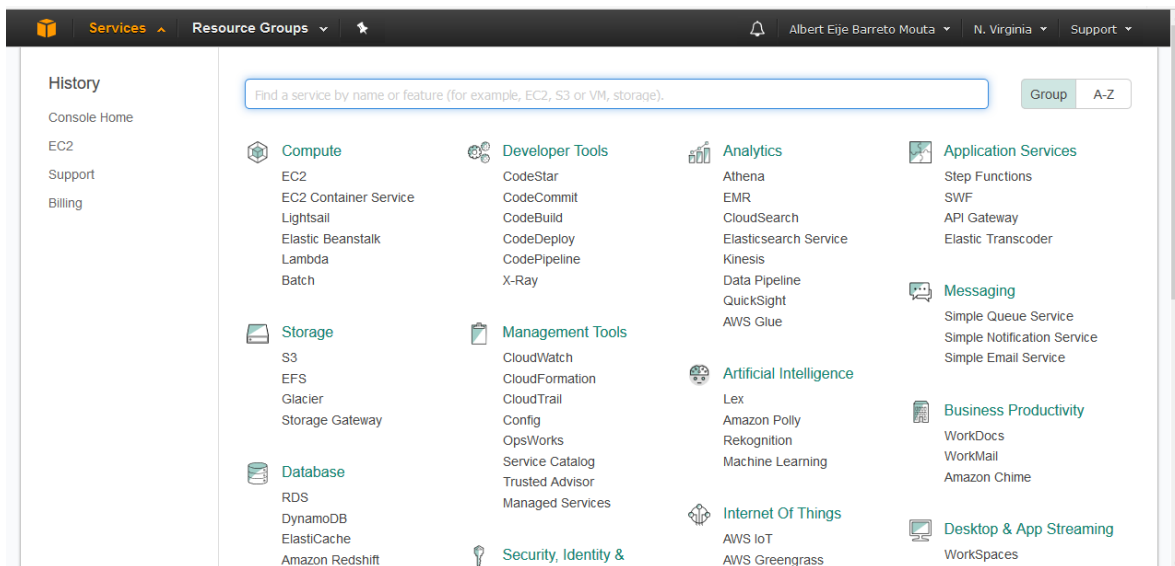 Services Resource Groups Albert Eije Barreto Mouta N. Virginia Support
History
Console Home
EC2
Support
Billing
Find a service by name or feature (for example, EC2, S3 or VM, storage).
Group A-Z
Compute
EC2
EC2 Container Service
Lightsail
Elastic Beanstalk
Lambda
Batch
Storage
S3
EFS
Glacier
Storage Gateway
Database
RDS
DynamoDB
ElastiCache
Amazon Redshift
Developer Tools
CodeStar
CodeCommit
CodeBuild
CodeDeploy
CodePipeline
X-Ray
Management Tools
CloudWatch
CloudFormation
CloudTrail
Config
OpsWorks
Service Catalog
Trusted Advisor
Managed Services
Security, Identity &
Analytics
Athena
EMR
CloudSearch
Elasticsearch Service
Kinesis
Data Pipeline
QuickSight
AWS Glue
Artificial Intelligence
Lex
Amazon Polly
Rekognition
Machine Learning
Internet Of Things
AWS IoT
AWS Greengrass
Application Services
Step Functions
SWF
API Gateway
Elastic Transcoder
Messaging
Simple Queue Service
Simple Notification Service
Simple Email Service
Business Productivity
WorkDocs
WorkMail
Amazon Chime
Desktop & App Streaming
WorkSpaces